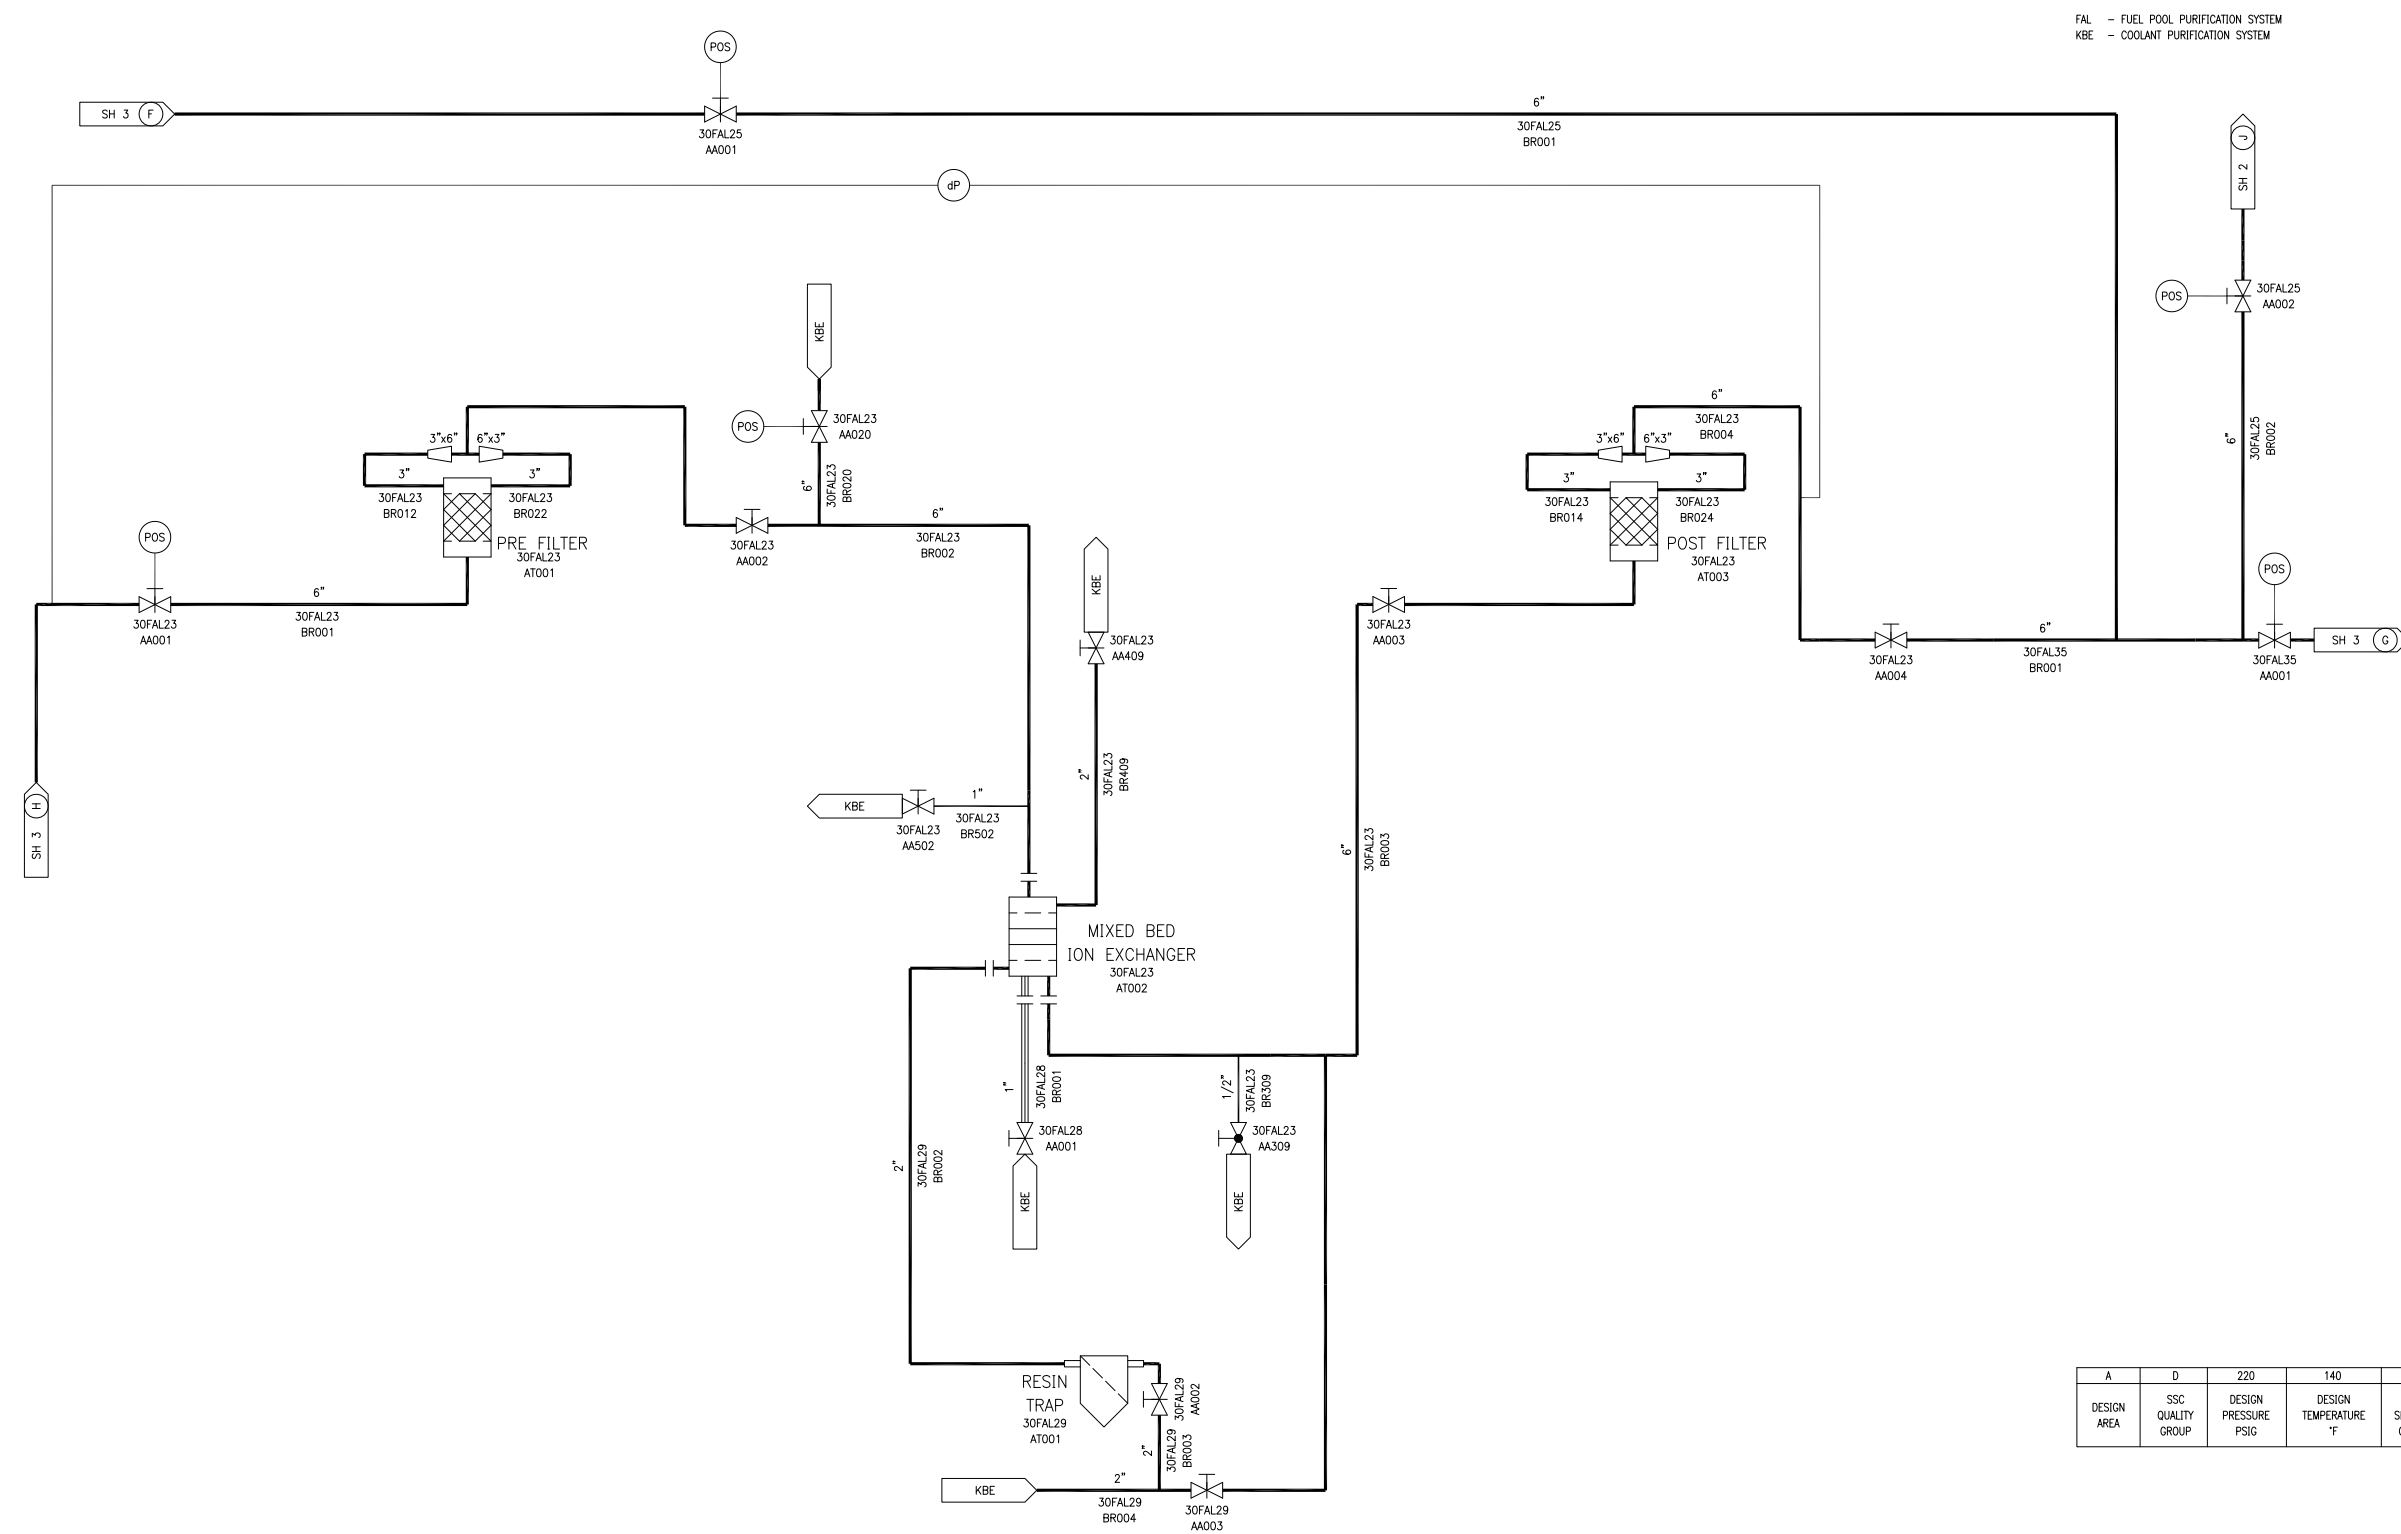 FAL – FUEL POOL PURIFICATION SYSTEM
KBE – COOLANT PURIFICATION SYSTEM
POS
SH 3 F
30FAL25
AA001
6"
30FAL25
BR001
SH 2 J
dP
POS
30FAL25
AA002
6"
30FAL25
BR002
KBE
POS
30FAL23
AA020
6"
30FAL23
BR020
3"x6" 6"x3"
3" 3"
30FAL23
BR012
30FAL23
BR022
PRE FILTER
30FAL23
AT001
POS
30FAL23
AA001
6"
30FAL23
BR001
30FAL23
AA002
6"
30FAL23
BR002
KBE
30FAL23
AA409
2"
30FAL23
BR409
6"
30FAL23
BR004
3"x6" 6"x3"
3" 3"
30FAL23
BR014
30FAL23
BR024
POST FILTER
30FAL23
AT003
30FAL23
AA003
30FAL23
AA004
6"
30FAL35
BR001
POS
30FAL35
AA001
SH 3 G
SH 3 H
KBE
30FAL23
AA502
1"
30FAL23
BR502
6"
30FAL23
BR003
MIXED BED
ION EXCHANGER
30FAL23
AT002
1"
30FAL28
BR001
30FAL28
AA001
KBE
1/2"
30FAL23
BR309
30FAL23
AA309
KBE
2"
30FAL29
BR002
RESIN
TRAP
30FAL29
AT001
30FAL29
AA002
2"
30FAL29
BR003
KBE
2"
30FAL29
BR004
30FAL29
AA003
A D 220 140
DESIGN
AREA
SSC
QUALITY
GROUP
DESIGN
PRESSURE
PSIG
DESIGN
TEMPERATURE
°F